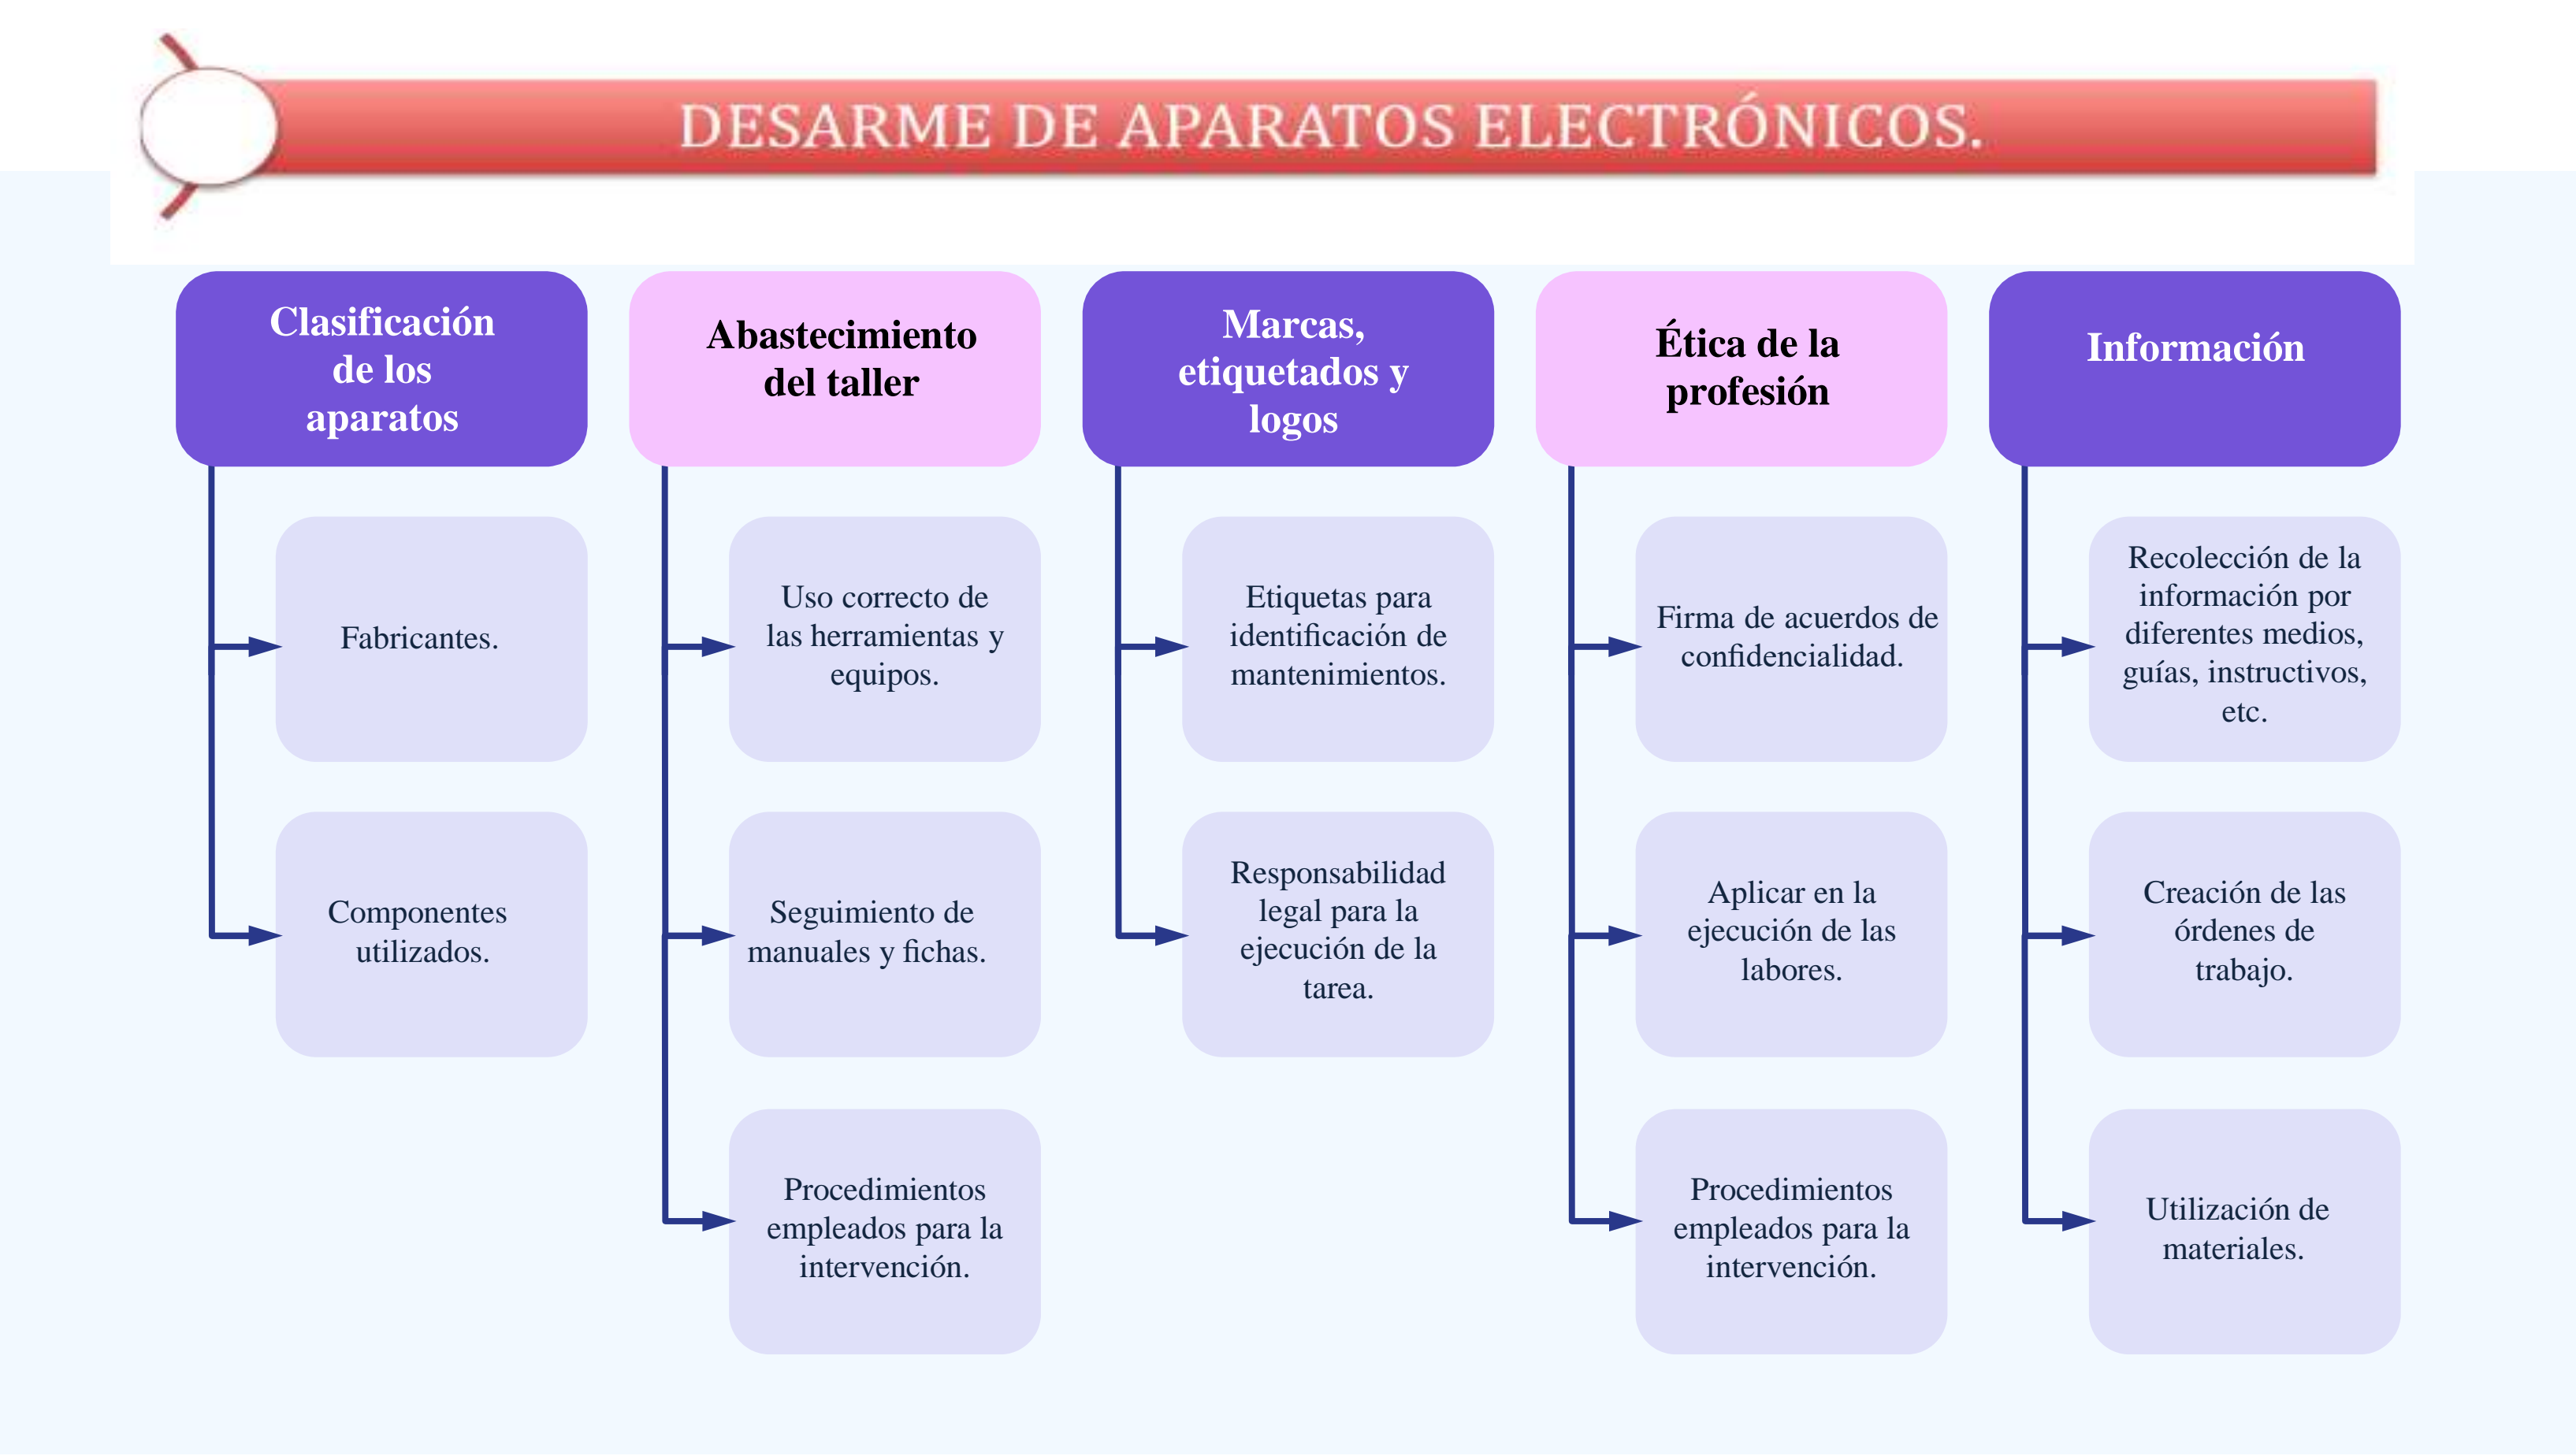 DESARME DE APARATOS ELECTRÓNICOS.
Clasificación
de los
aparatos
Fabricantes.
Componentes
utilizados.
Abastecimiento
del taller
Uso correcto de
las herramientas y
equipos.
Seguimiento de
manuales y fichas.
Procedimientos
empleados para la
intervención.
Marcas,
etiquetados y
logos
Etiquetas para
identificación de
mantenimientos.
Responsabilidad
legal para la
ejecución de la
tarea.
Ética de la
profesión
Firma de acuerdos de
confidencialidad.
Aplicar en la
ejecución de las
labores.
Procedimientos
empleados para la
intervención.
Información
Recolección de la
información por
diferentes medios,
guías, instructivos,
etc.
Creación de las
órdenes de
trabajo.
Utilización de
materiales.